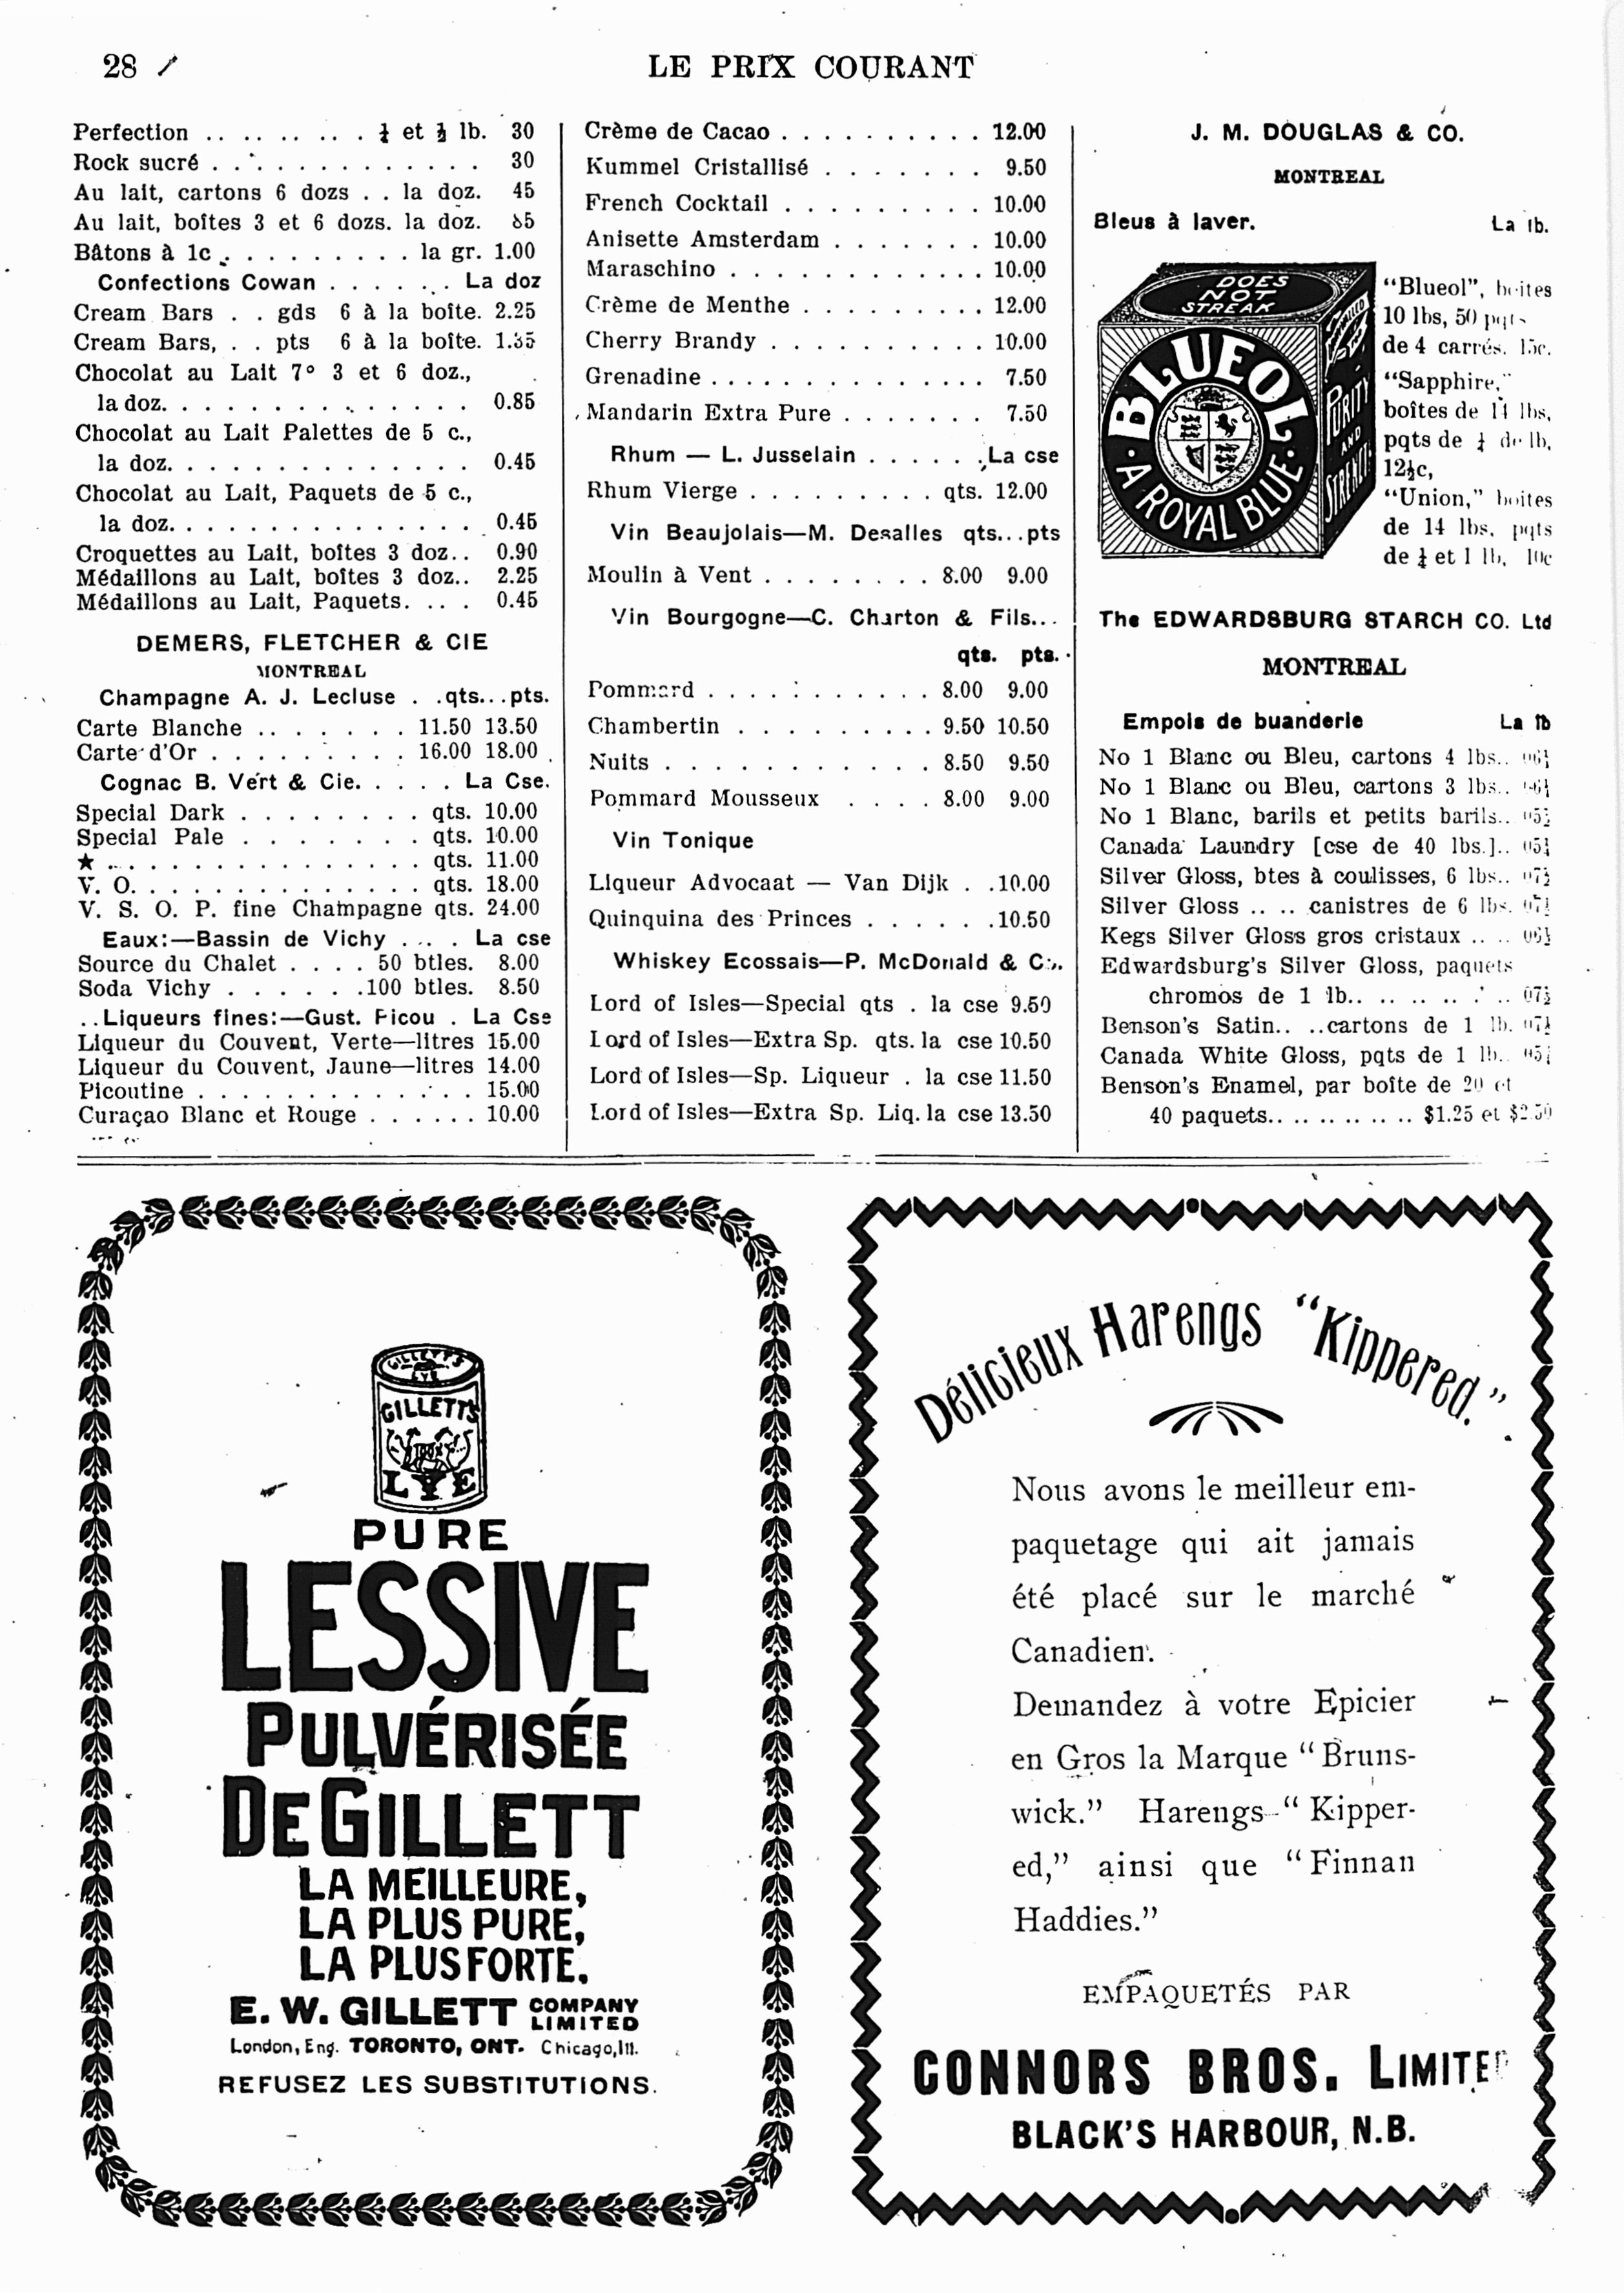 28
LE PRIX COURANT
Perfection .. .. .. .. . ¼ et ½ lb. 30
Rock sucré . . . . . . . . . . . . . 30
Au lait, cartons 6 dozs . . la doz. 45
Au lait, boîtes 3 et 6 dozs. la doz. 85
Bâtons à 1c . . . . . . . . . . la gr. 1.00
Confections Cowan . . . . . . . La doz
Cream Bars . . gds 6 à la boîte. 2.25
Cream Bars, . . pts 6 à la boîte. 1.35
Chocolat au Lait 7º 3 et 6 doz.,
la doz. . . . . . . . . . . . . . 0.85
Chocolat au Lait Palettes de 5 c.,
la doz. . . . . . . . . . . . . . 0.45
Chocolat au Lait, Paquets de 5 c.,
la doz. . . . . . . . . . . . . . 0.45
Croquettes au Lait, boîtes 3 doz.. 0.90
Médaillons au Lait, boîtes 3 doz.. 2.25
Médaillons au Lait, Paquets. . . . 0.45
DEMERS, FLETCHER & CIE
MONTREAL
Champagne A. J. Lecluse . .qts...pts.
Carte Blanche . . . . . . . 11.50 13.50
Carte d'Or . . . . . . . . . 16.00 18.00
Cognac B. Vert & Cie. . . . . La Cse.
Special Dark . . . . . . . . qts. 10.00
Special Pale . . . . . . . . qts. 10.00
★ . . . . . . . . . . . . . . qts. 11.00
V. O. . . . . . . . . . . . . qts. 18.00
V. S. O. P. fine Champagne qts. 24.00
Eaux:—Bassin de Vichy . . . . La cse
Source du Chalet . . . . 50 btles. 8.00
Soda Vichy . . . . . .100 btles. 8.50
..Liqueurs fines:—Gust. Picou . La Cse
Liqueur du Couvent, Verte—litres 15.00
Liqueur du Couvent, Jaune—litres 14.00
Picoutine . . . . . . . . . . . . 15.00
Curaçao Blanc et Rouge . . . . . . 10.00
Crème de Cacao . . . . . . . . . . 12.00
Kummel Cristallisé . . . . . . . 9.50
French Cocktail . . . . . . . . . 10.00
Anisette Amsterdam . . . . . . . 10.00
Maraschino . . . . . . . . . . . . 10.00
Crème de Menthe . . . . . . . . . 12.00
Cherry Brandy . . . . . . . . . . 10.00
Grenadine . . . . . . . . . . . . . 7.50
Mandarin Extra Pure . . . . . . . 7.50
Rhum — L. Jusselain . . . . . . La cse
Rhum Vierge . . . . . . . . . qts. 12.00
Vin Beaujolais—M. Desalles qts...pts
Moulin à Vent . . . . . . . . 8.00 9.00
Vin Bourgogne—C. Charton & Fils...
qts. pts.
Pommard . . . . . . . . . . . 8.00 9.00
Chambertin . . . . . . . . . 9.50 10.50
Nuits . . . . . . . . . . . . 8.50 9.50
Pommard Mousseux . . . . 8.00 9.00
Vin Tonique
Liqueur Advocaat — Van Dijk . .10.00
Quinquina des Princes . . . . . .10.50
Whiskey Ecossais—P. McDonald & Co.
Lord of Isles—Special qts . la cse 9.50
Lord of Isles—Extra Sp. qts. la cse 10.50
Lord of Isles—Sp. Liqueur . la cse 11.50
Lord of Isles—Extra Sp. Liq. la cse 13.50
J. M. DOUGLAS & CO.
MONTREAL
Bleus à laver. La lb.
DOES
NOT
STREAK
BLUEOL
A ROYAL BLUE
PURITY
AND
STRENGTH
"Blueol", boites
10 lbs, 50 pqts
de 4 carrés. 15c.
"Sapphire,"
boîtes de 14 lbs,
pqts de ¼ de lb,
12½c,
"Union," boites
de 14 lbs, pqts
de ¼ et 1 lb, 10c
The EDWARDSBURG STARCH CO. Ltd
MONTREAL
Empois de buanderie La lb
No 1 Blanc ou Bleu, cartons 4 lbs..
No 1 Blanc ou Bleu, cartons 3 lbs..
No 1 Blanc, barils et petits barils..
Canada Laundry [cse de 40 lbs.]..
Silver Gloss, btes à coulisses, 6 lbs..
Silver Gloss .. .. canistres de 6 lbs.
Kegs Silver Gloss gros cristaux .. ..
Edwardsburg's Silver Gloss, paquets
chromos de 1 lb.. .. .. .. .. ..
Benson's Satin.. ..cartons de 1 lb.
Canada White Gloss, pqts de 1 lb..
Benson's Enamel, par boîte de 20 et
40 paquets.. .. .. .. .. .. $1.25 et $2.50
GILLETT'S
LYE
GILLETT'S
LYE
PURE
LESSIVE
PULVÉRISÉE
DE GILLETT
LA MEILLEURE,
LA PLUS PURE,
LA PLUS FORTE.
E. W. GILLETT COMPANY LIMITED
London, Eng. TORONTO, ONT. Chicago, Ill.
REFUSEZ LES SUBSTITUTIONS.
Délicieux Harengs "Kippered."
Nous avons le meilleur em-
paquetage qui ait jamais
été placé sur le marché
Canadien.
Demandez à votre Epicier
en Gros la Marque "Bruns-
wick." Harengs "Kipper-
ed," ainsi que "Finnan
Haddies."
EMPAQUETÉS PAR
CONNORS BROS. LIMITED
BLACK'S HARBOUR, N.B.